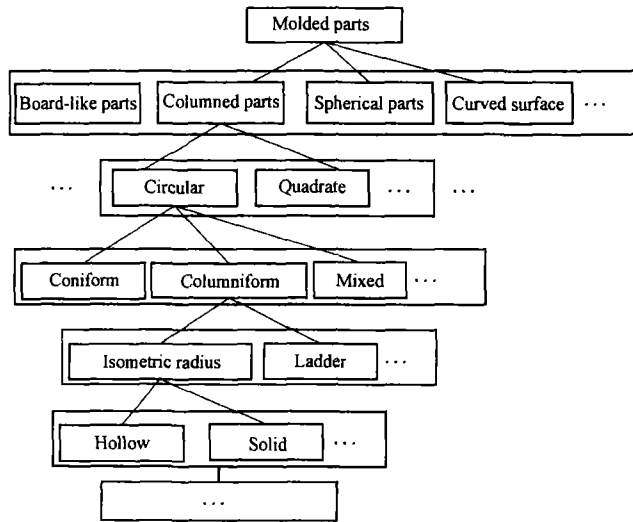 Molded parts
Board-like parts Columned parts Spherical parts Curved surface ...
... Circular Quadrate ... ...
Coniform Columniform Mixed ...
Isometric radius Ladder ...
Hollow Solid ...
...